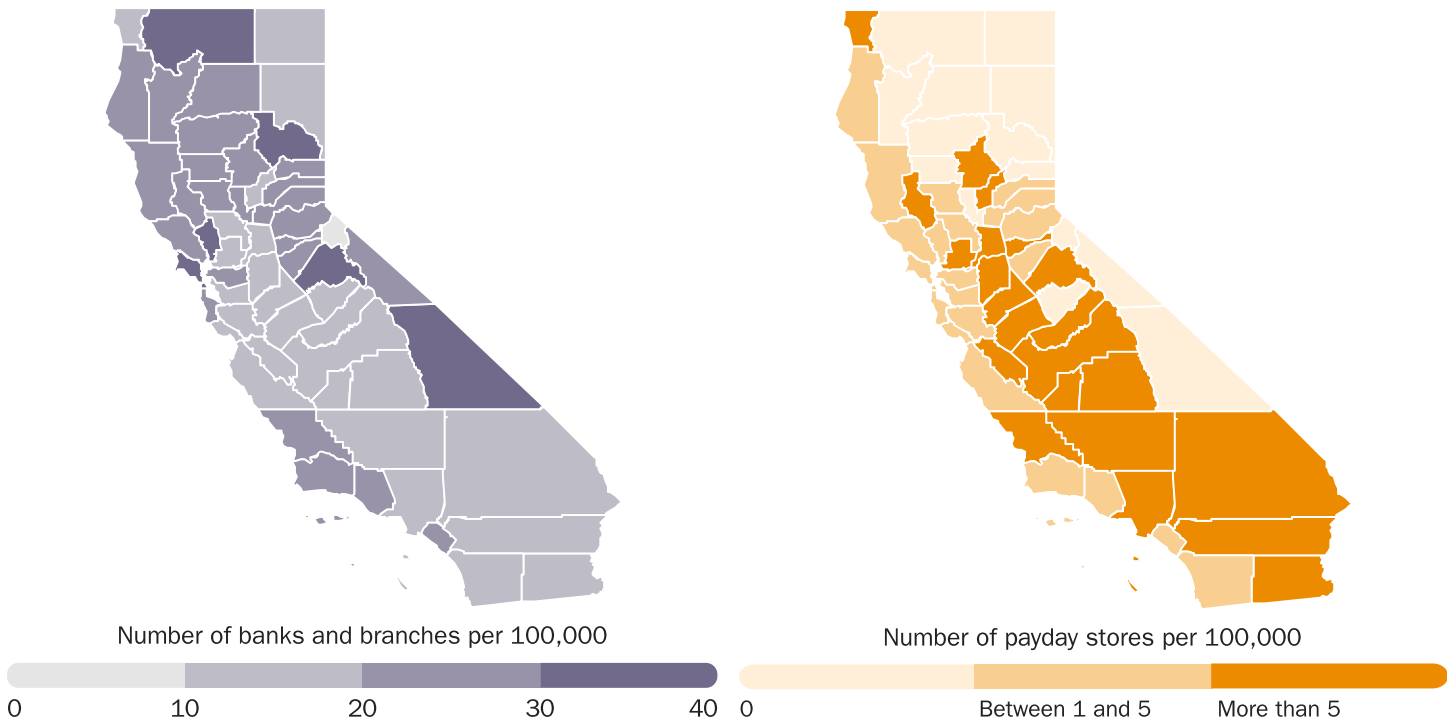 Number of banks and branches per 100,000
0 10 20 30 40
Number of payday stores per 100,000
0 Between 1 and 5 More than 5